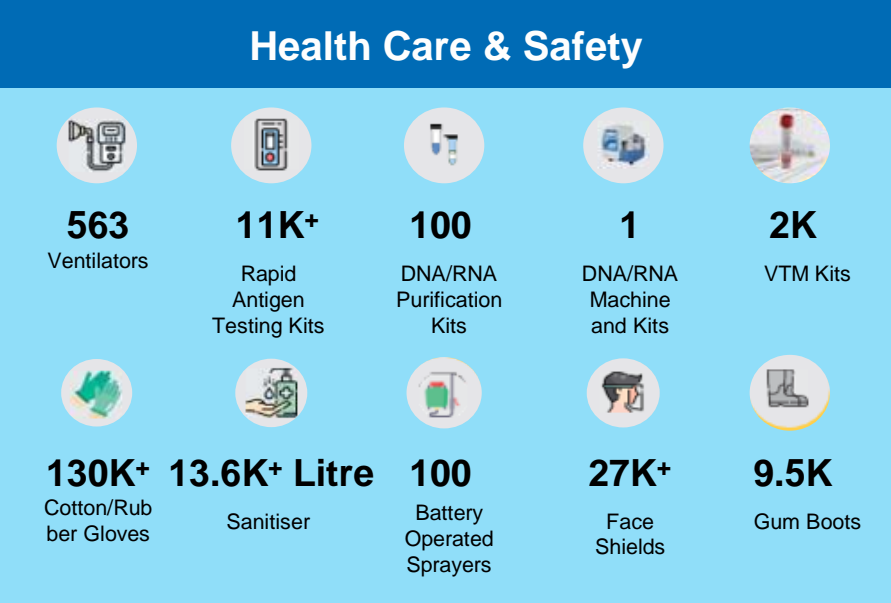 Health Care & Safety
563
Ventilators
11K+
Rapid
Antigen
Testing Kits
100
DNA/RNA
Purification
Kits
1
DNA/RNA
Machine
and Kits
2K
VTM Kits
130K+
Cotton/Rub
ber Gloves
13.6K+ Litre
Sanitiser
100
Battery
Operated
Sprayers
27K+
Face
Shields
9.5K
Gum Boots